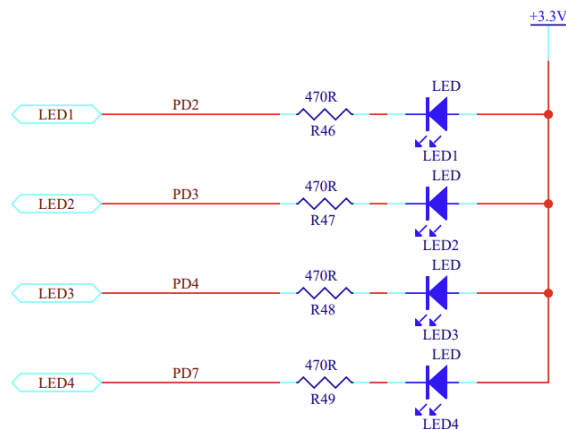 +3.3V
470R
LED
LED1
PD2
R46
LED1
470R
LED
LED2
PD3
R47
LED2
470R
LED
LED3
PD4
R48
LED3
470R
LED
LED4
PD7
R49
LED4